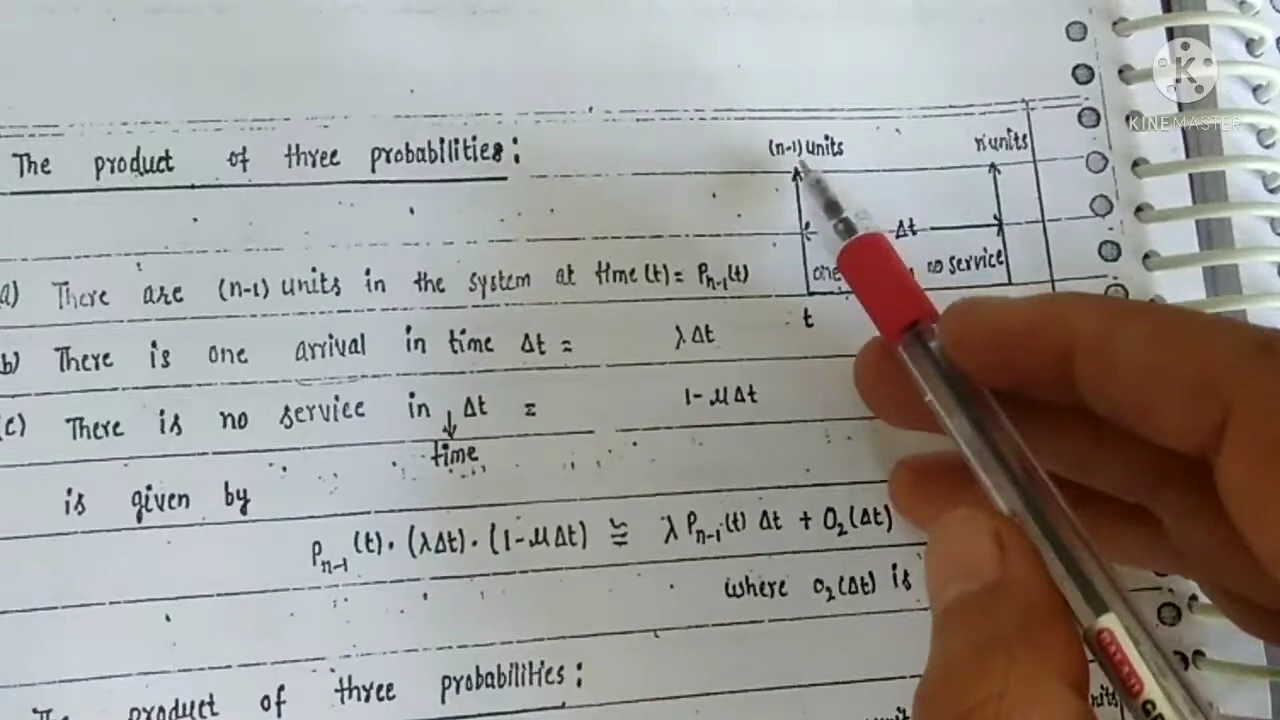 KINEMASTER
The product of three probabilities:
(n-1) units
n units
Δt
no service
t
a) There are (n-1) units in the system at time (t) = Pn-1(t)
b) There is one arrival in time Δt = λΔt
(c) There is no service in Δt = 1-μΔt
time
is given by
Pn-1(t)·(λΔt)·(1-μΔt) ≅ λPn-1(t)Δt + O2(Δt)
where O2(Δt) is
product of three probabilities: